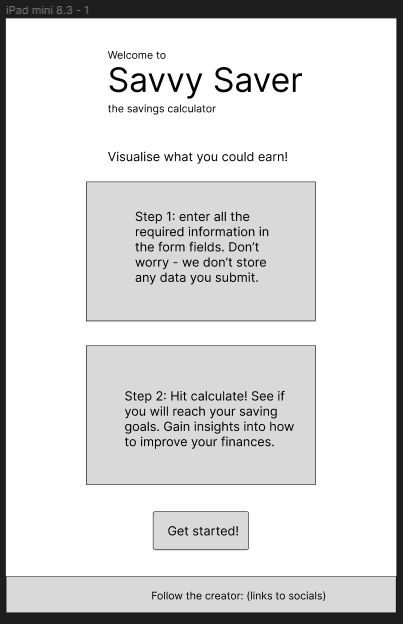 iPad mini 8.3 - 1
Welcome to
Savvy Saver
the savings calculator
Visualise what you could earn!
Step 1: enter all the
required information in
the form fields. Don't
worry - we don't store
any data you submit.
Step 2: Hit calculate! See if
you will reach your saving
goals. Gain insights into how
to improve your finances.
Get started!
Follow the creator: (links to socials)